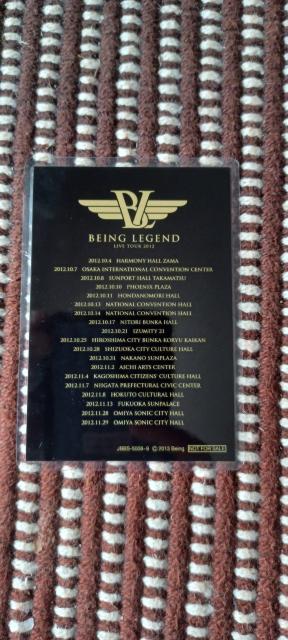 BL
BEING LEGEND
LIVE TOUR 2012
2012.10.4 HARMONY HALL ZAMA
2012.10.7 OSAKA INTERNATIONAL CONVENTION CENTER
2012.10.8 SUNPORT HALL TAKAMATSU
2012.10.10 PHOENIX PLAZA
2012.10.11 HONDANOMORI HALL
2012.10.13 NATIONAL CONVENTION HALL
2012.10.14 NATIONAL CONVENTION HALL
2012.10.17 NITORI BUNKA HALL
2012.10.21 IZUMITY 21
2012.10.25 HIROSHIMA CITY BUNKA KORYU KAIKAN
2012.10.28 SHIZUOKA CITY CULTURE HALL
2012.10.31 NAKANO SUNPLAZA
2012.11.2 AICHI ARTS CENTER
2012.11.4 KAGOSHIMA CITIZENS' CULTURE HALL
2012.11.7 NIIGATA PREFECTURAL CIVIC CENTER
2012.11.8 HOKUTO CULTURAL HALL
2012.11.13 FUKUOKA SUNPALACE
2012.11.28 OMIYA SONIC CITY HALL
2012.11.29 OMIYA SONIC CITY HALL
© 2013 Being NOT FOR SALE